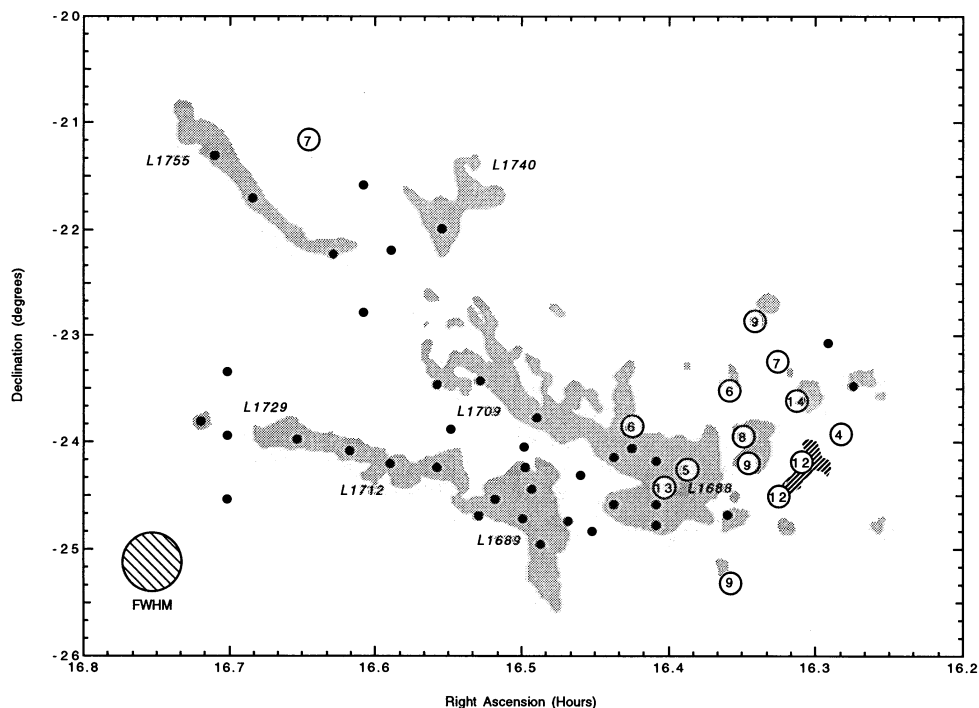 -20
-21
-22
-23
-24
-25
-26
Declination (degrees)
7
L1755
L1740
9
7
6
14
L1729
L1709
6
8
4
9
12
5
L1712
13
L1688
12
L1689
9
FWHM
16.8
16.7
16.6
16.5
16.4
16.3
16.2
Right Ascension (Hours)